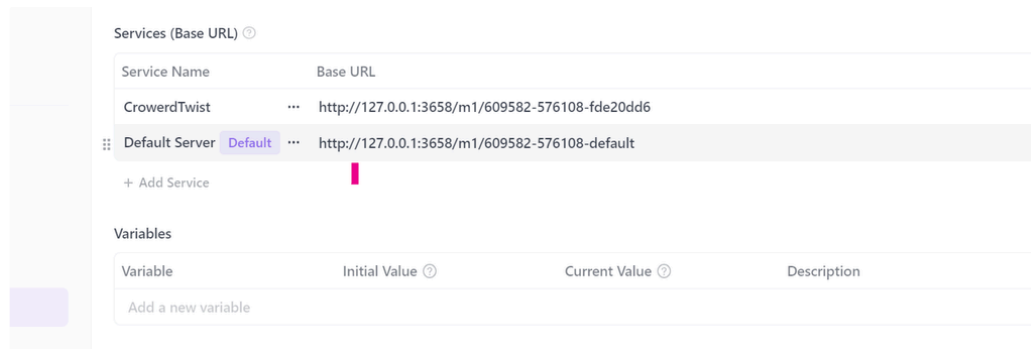 Services (Base URL)
Service Name Base URL
CrowerdTwist ••• http://127.0.0.1:3658/m1/609582-576108-fde20dd6
Default Server Default ••• http://127.0.0.1:3658/m1/609582-576108-default
+ Add Service
Variables
Variable Initial Value Current Value Description
Add a new variable